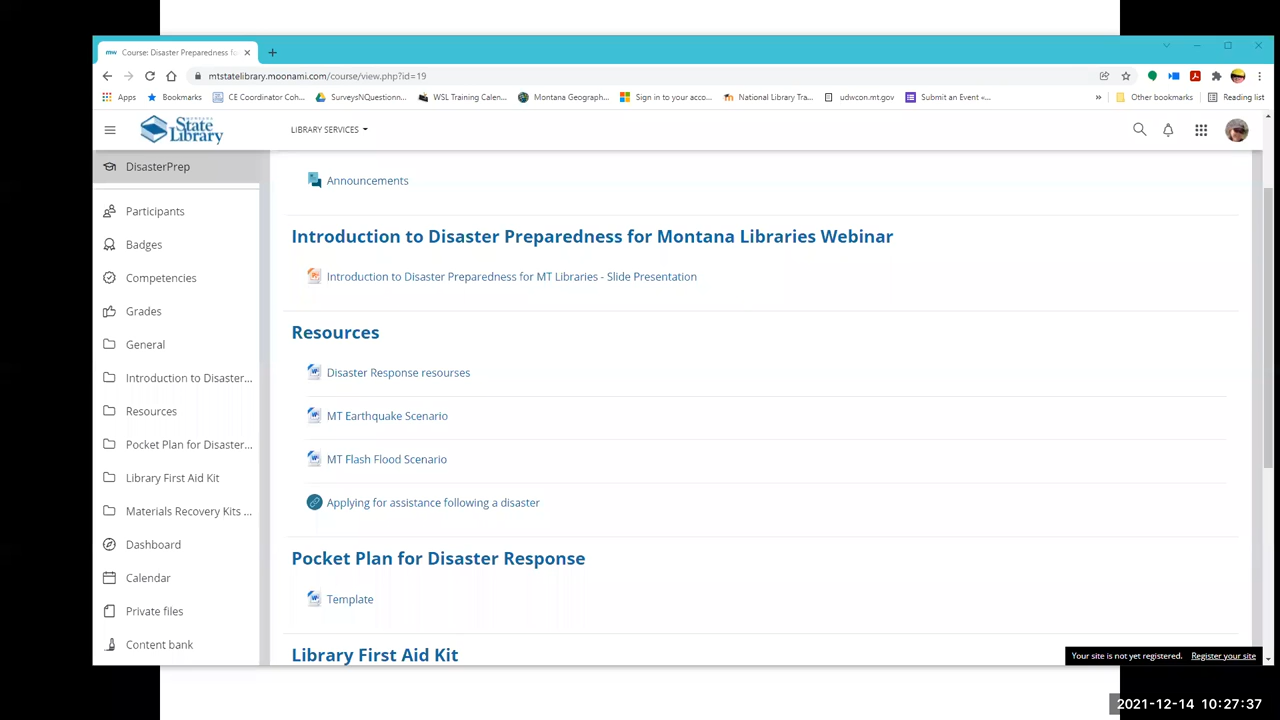 mw Course: Disaster Preparedness fo
mtstatelibrary.moonami.com/course/view.php?id=19
Apps Bookmarks CE Coordinator Coh... SurveysNQuestionn... WSL Training Calen... Montana Geograph... Sign in to your acco... National Library Tra... udwcon.mt.gov Submit an Event «... » Other bookmarks Reading list
State Library LIBRARY SERVICES
DisasterPrep
Participants
Badges
Competencies
Grades
General
Introduction to Disaster...
Resources
Pocket Plan for Disaster...
Library First Aid Kit
Materials Recovery Kits ...
Dashboard
Calendar
Private files
Content bank
Announcements
Introduction to Disaster Preparedness for Montana Libraries Webinar
Introduction to Disaster Preparedness for MT Libraries - Slide Presentation
Resources
Disaster Response resourses
MT Earthquake Scenario
MT Flash Flood Scenario
Applying for assistance following a disaster
Pocket Plan for Disaster Response
Template
Library First Aid Kit
Your site is not yet registered. Register your site
2021-12-14 10:27:37